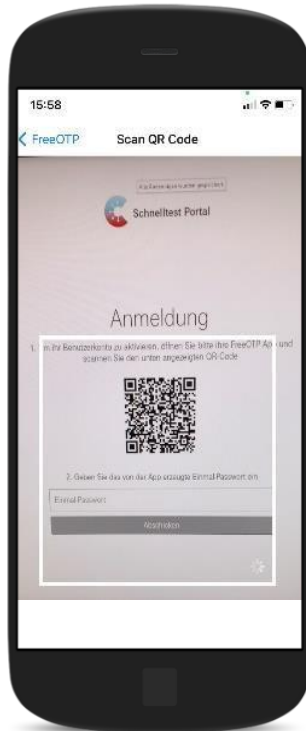 15:58
FreeOTP
Scan QR Code
Schnelltest Portal
Anmeldung
1. Um ihr Benutzerkonto zu aktivieren, öffnen Sie bitte ihre FreeOTP App und
scannen Sie den unten angezeigten QR-Code
2. Geben Sie das von der App erzeugte Einmal-Passwort ein
Einmal-Passwort
Abschicken